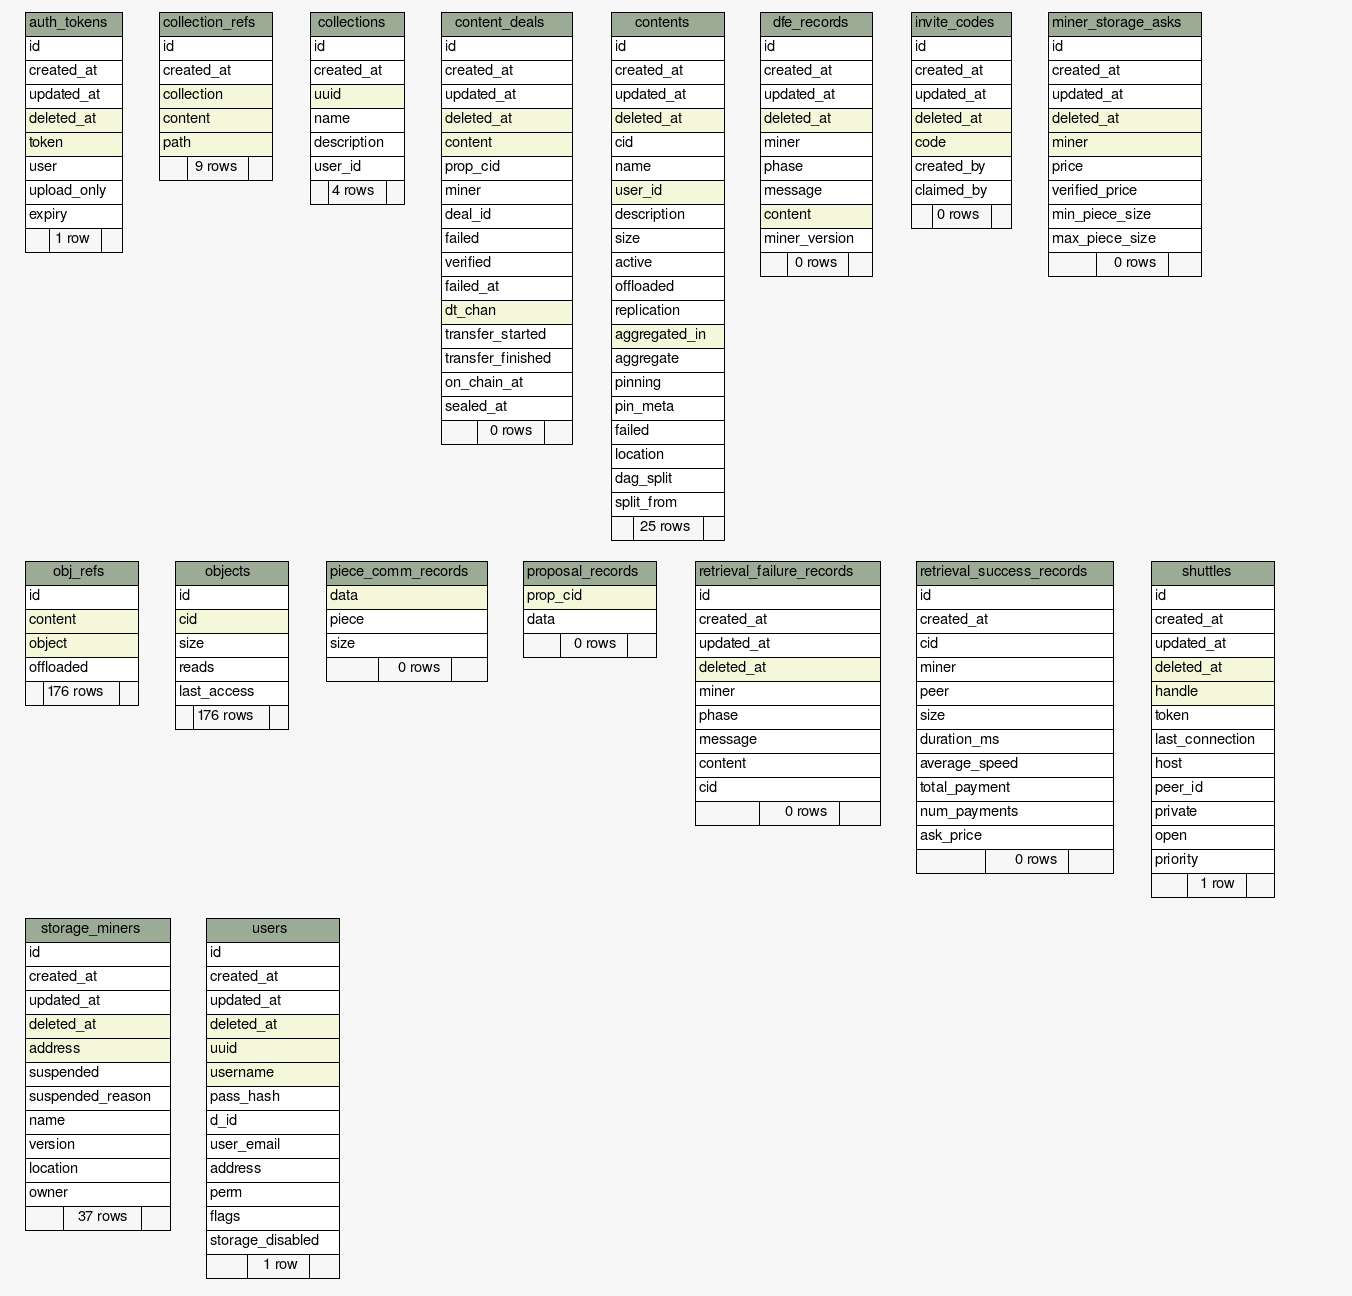 auth_tokens
id
created_at
updated_at
deleted_at
token
user
upload_only
expiry
1 row
collection_refs
id
created_at
collection
content
path
9 rows
collections
id
created_at
uuid
name
description
user_id
4 rows
content_deals
id
created_at
updated_at
deleted_at
content
prop_cid
miner
deal_id
failed
verified
failed_at
dt_chan
transfer_started
transfer_finished
on_chain_at
sealed_at
0 rows
contents
id
created_at
updated_at
deleted_at
cid
name
user_id
description
size
active
offloaded
replication
aggregated_in
aggregate
pinning
pin_meta
failed
location
dag_split
split_from
25 rows
dfe_records
id
created_at
updated_at
deleted_at
miner
phase
message
content
miner_version
0 rows
invite_codes
id
created_at
updated_at
deleted_at
code
created_by
claimed_by
0 rows
miner_storage_asks
id
created_at
updated_at
deleted_at
miner
price
verified_price
min_piece_size
max_piece_size
0 rows
obj_refs
id
content
object
offloaded
176 rows
objects
id
cid
size
reads
last_access
176 rows
piece_comm_records
data
piece
size
0 rows
proposal_records
prop_cid
data
0 rows
retrieval_failure_records
id
created_at
updated_at
deleted_at
miner
phase
message
content
cid
0 rows
retrieval_success_records
id
created_at
cid
miner
peer
size
duration_ms
average_speed
total_payment
num_payments
ask_price
0 rows
shuttles
id
created_at
updated_at
deleted_at
handle
token
last_connection
host
peer_id
private
open
priority
1 row
storage_miners
id
created_at
updated_at
deleted_at
address
suspended
suspended_reason
name
version
location
owner
37 rows
users
id
created_at
updated_at
deleted_at
uuid
username
pass_hash
d_id
user_email
address
perm
flags
storage_disabled
1 row